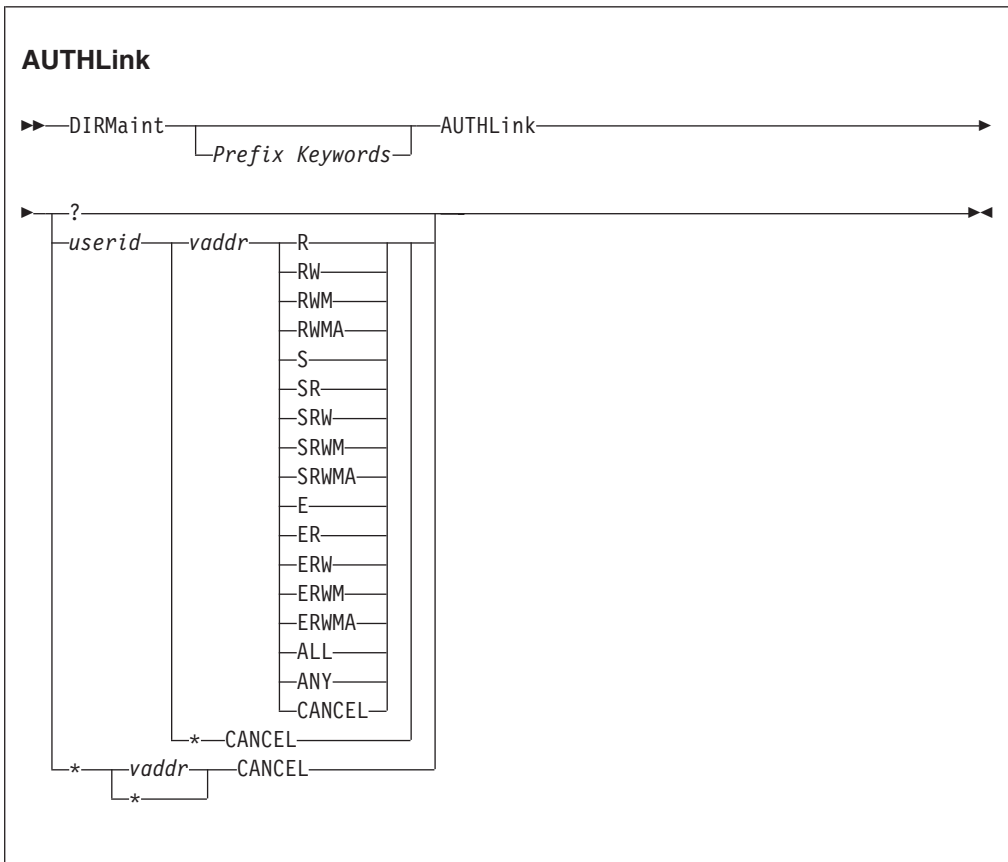 AUTHLink
DIRMaint AUTHLink
Prefix Keywords
?
userid vaddr R
RW
RWM
RWMA
S
SR
SRW
SRWM
SRWMA
E
ER
ERW
ERWM
ERWMA
ALL
ANY
CANCEL
* CANCEL
* vaddr CANCEL
*